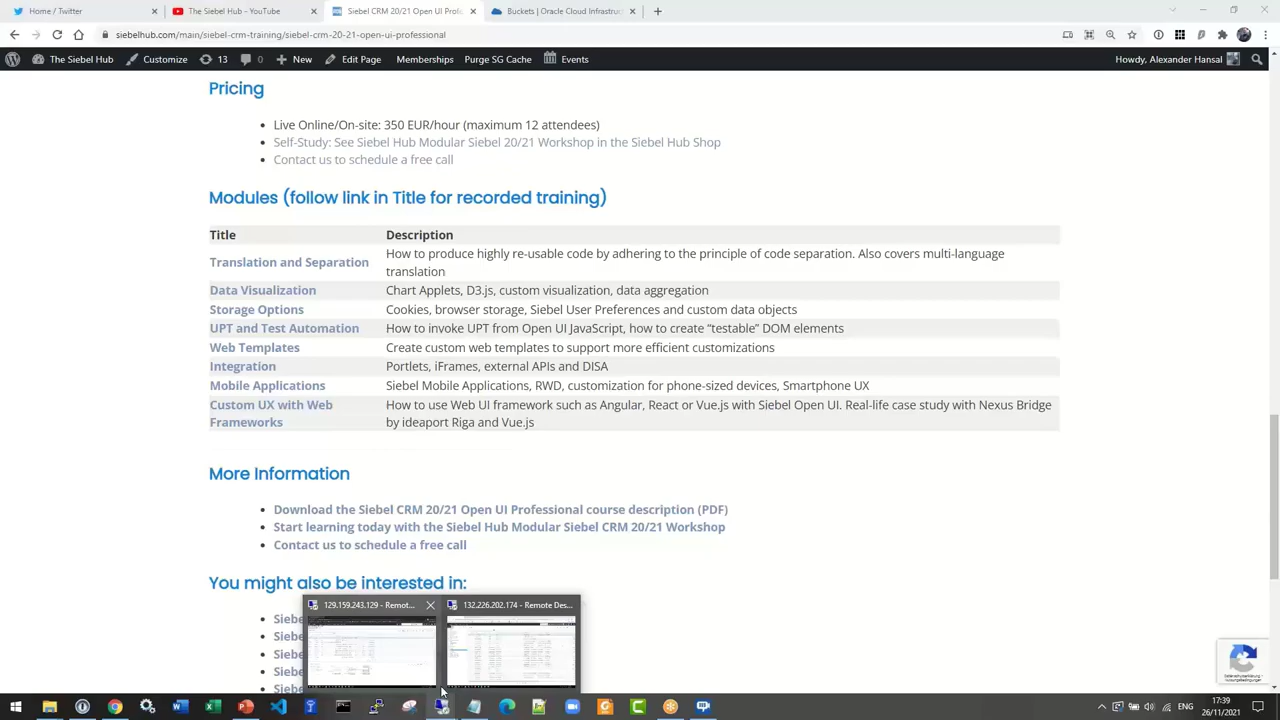 Home / Twitter
The Siebel Hub - YouTube
Siebel CRM 20/21 Open UI Profe
Buckets | Oracle Cloud Infrastruc
siebelhub.com/main/siebel-crm-training/siebel-crm-20-21-open-ui-professional
The Siebel Hub
Customize
13
0
New
Edit Page
Memberships
Purge SG Cache
Events
Howdy, Alexander Hansal
Pricing
Live Online/On-site: 350 EUR/hour (maximum 12 attendees)
Self-Study: See Siebel Hub Modular Siebel 20/21 Workshop in the Siebel Hub Shop
Contact us to schedule a free call
Modules (follow link in Title for recorded training)
Title Description
Translation and Separation How to produce highly re-usable code by adhering to the principle of code separation. Also covers multi-language
translation
Data Visualization Chart Applets, D3.js, custom visualization, data aggregation
Storage Options Cookies, browser storage, Siebel User Preferences and custom data objects
UPT and Test Automation How to invoke UPT from Open UI JavaScript, how to create “testable” DOM elements
Web Templates Create custom web templates to support more efficient customizations
Integration Portlets, iFrames, external APIs and DISA
Mobile Applications Siebel Mobile Applications, RWD, customization for phone-sized devices, Smartphone UX
Custom UX with Web How to use Web UI framework such as Angular, React or Vue.js with Siebel Open UI. Real-life case study with Nexus Bridge
Frameworks by ideaport Riga and Vue.js
More Information
Download the Siebel CRM 20/21 Open UI Professional course description (PDF)
Start learning today with the Siebel Hub Modular Siebel CRM 20/21 Workshop
Contact us to schedule a free call
You might also be interested in:
129.159.243.129 - Remot...
132.226.202.174 - Remote Des...
Siebe
Siebe
Siebe
Siebe
Siebe
ENG
17:39
26/11/2021